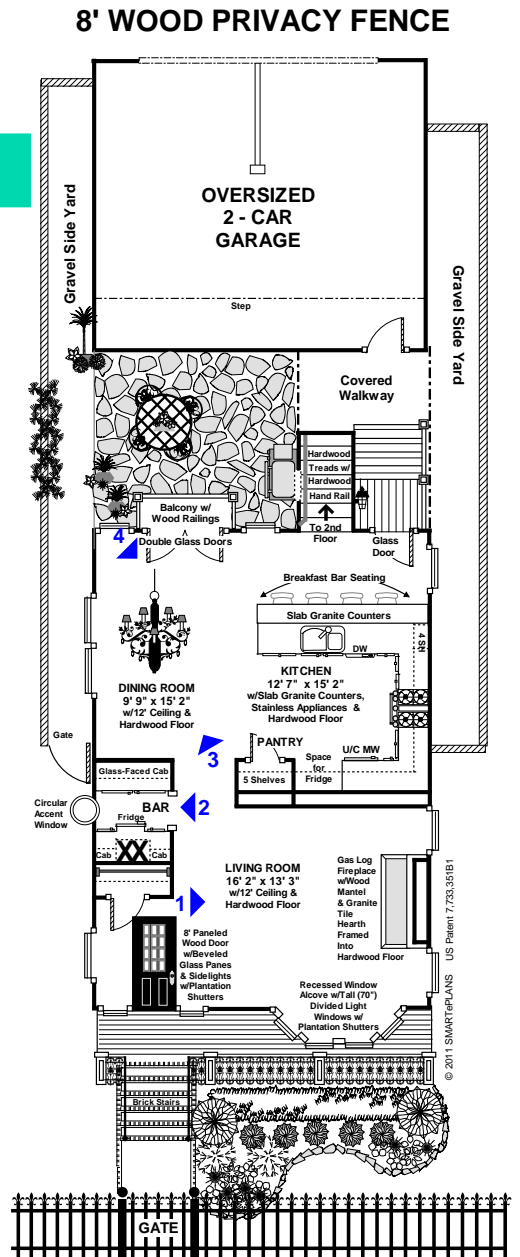 8' WOOD PRIVACY FENCE
OVERSIZED
2 - CAR
GARAGE
Gravel Side Yard
Gravel Side Yard
Step
Covered
Walkway
Hardwood
Treads w/
Hardwood
Hand Rail
To 2nd
Floor
Balcony w/
Wood Railings
4
Double Glass Doors
Glass
Door
Breakfast Bar Seating
Slab Granite Counters
DW
4 SH
KITCHEN
12' 7" x 15' 2"
w/Slab Granite Counters,
Stainless Appliances &
Hardwood Floor
DINING ROOM
9' 9" x 15' 2"
w/12' Ceiling &
Hardwood Floor
Gate
3
PANTRY
U/C MW
5 Shelves
Space
for
Fridge
Glass-Faced Cab
Circular
Accent
Window
BAR
2
Fridge
Cab
Cab
LIVING ROOM
16' 2" x 13' 3"
w/12' Ceiling &
Hardwood Floor
Gas Log
Fireplace
w/Wood
Mantel
& Granite
Tile
Hearth
Framed
Into
Hardwood Floor
1
8' Paneled
Wood Door
w/Beveled
Glass Panes
& Sidelights
w/Plantation
Shutters
Recessed Window
Alcove w/Tall (70")
Divided Light
Windows w/
Plantation Shutters
© 2011 SMARTePLANS US Patent 7,733,351B1
Brick Stairs
GATE